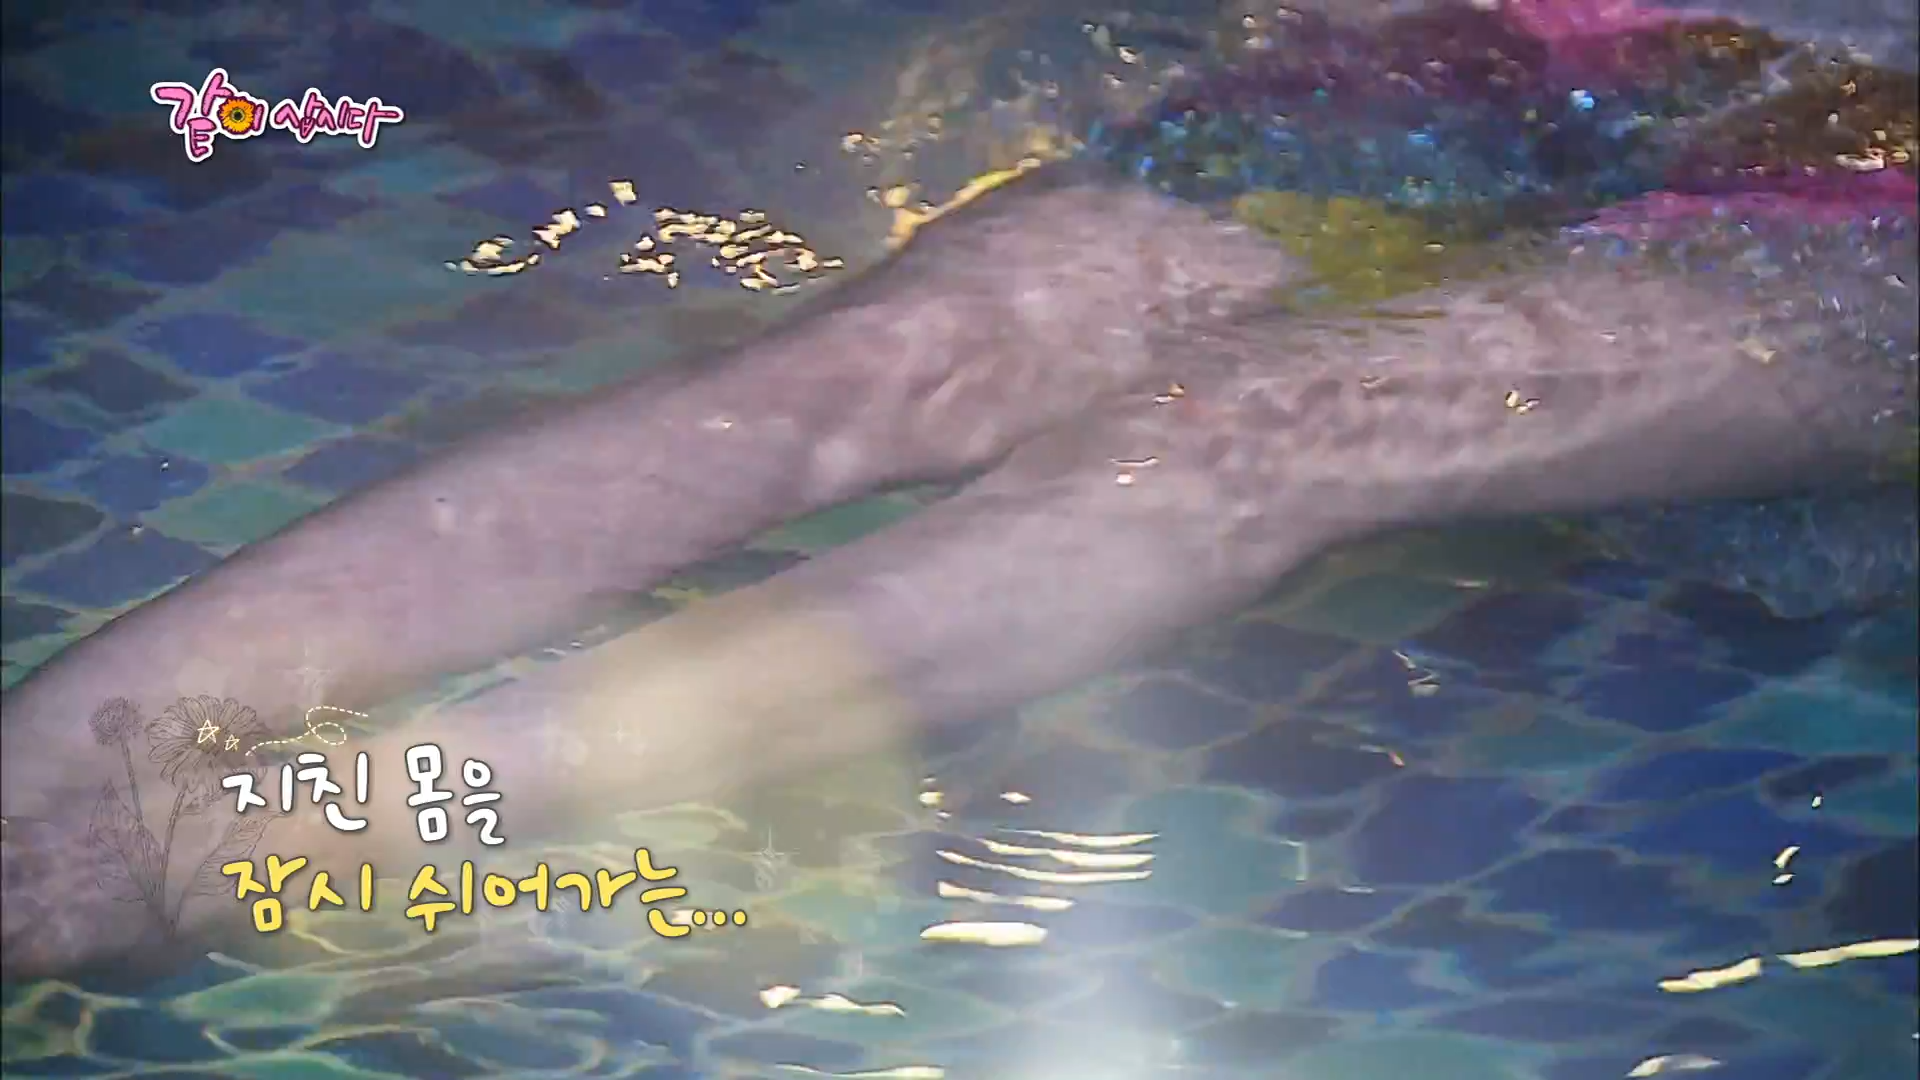 같이 삽시다
지친 몸을
잠시 쉬어가는...